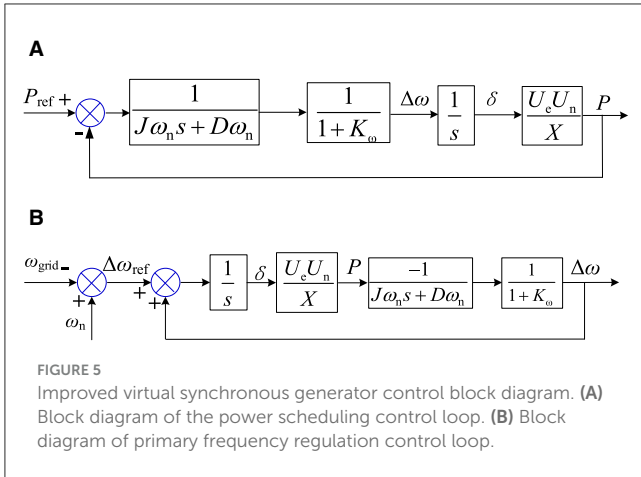 A
P_ref + - 1 / (Jω_n s + Dω_n) 1 / (1 + K_ω) Δω 1 / s δ U_e U_n / X P
B
ω_grid - + ω_n Δω_ref + + 1 / s δ U_e U_n / X P -1 / (Jω_n s + Dω_n) 1 / (1 + K_ω) Δω
FIGURE 5
Improved virtual synchronous generator control block diagram. (A)
Block diagram of the power scheduling control loop. (B) Block
diagram of primary frequency regulation control loop.